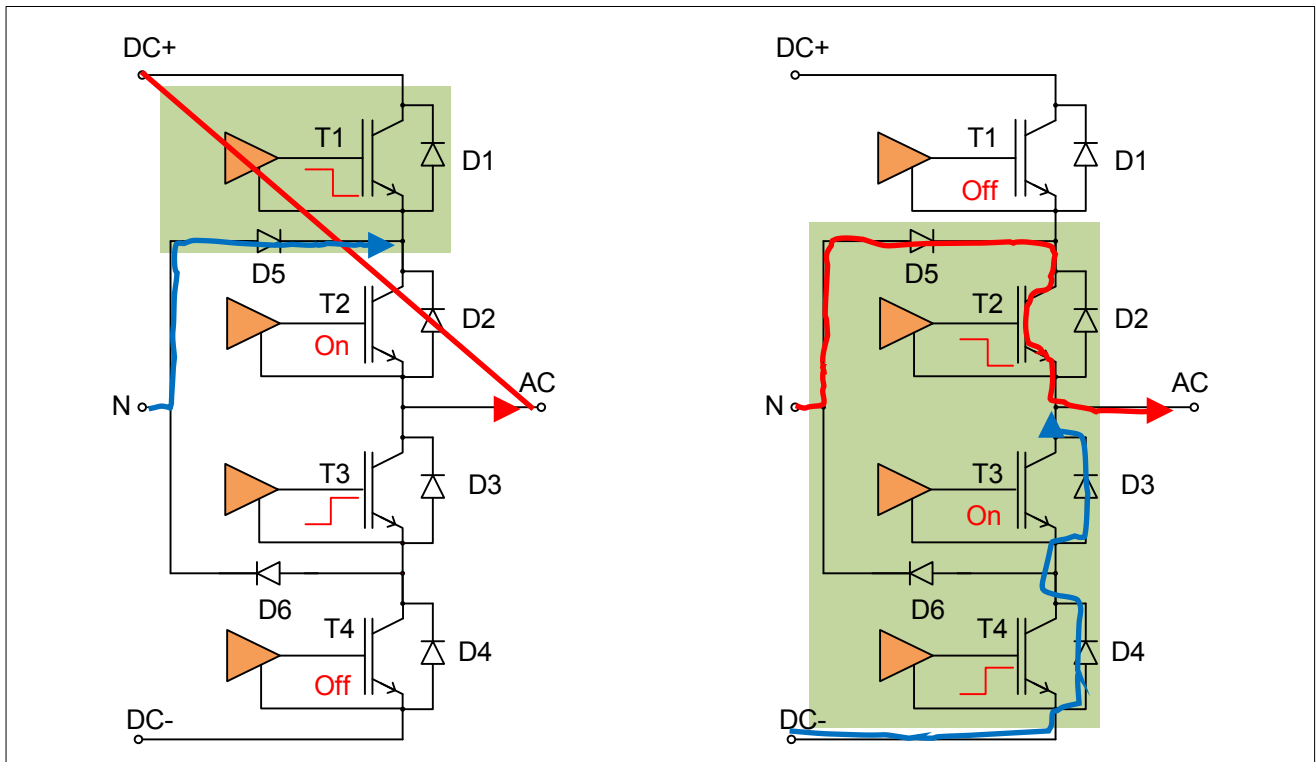 DC+
T1
D1
D5
T2
D2
On
AC
N
T3
D3
D6
T4
D4
Off
DC-
DC+
T1
D1
Off
D5
T2
D2
AC
N
T3
D3
On
D6
T4
D4
DC-